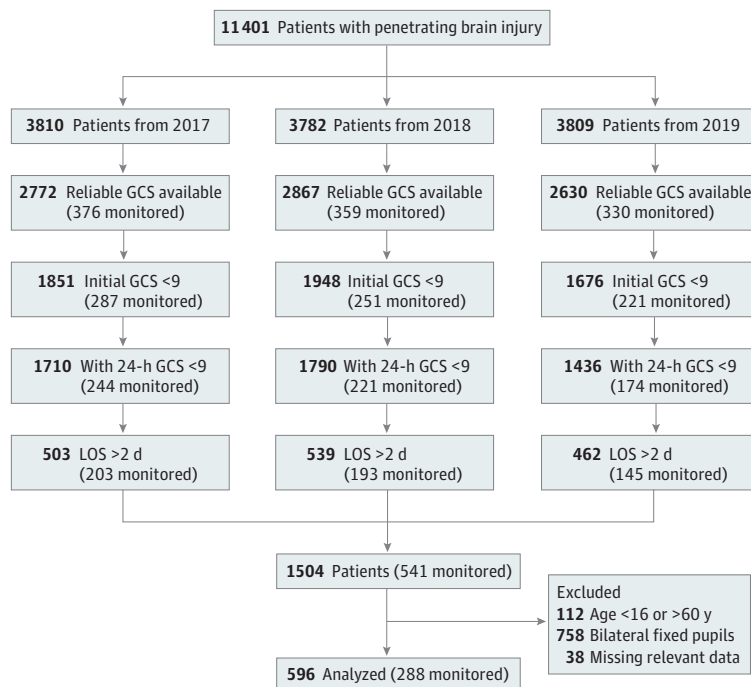 11 401 Patients with penetrating brain injury
3810 Patients from 2017
3782 Patients from 2018
3809 Patients from 2019
2772 Reliable GCS available
(376 monitored)
2867 Reliable GCS available
(359 monitored)
2630 Reliable GCS available
(330 monitored)
1851 Initial GCS <9
(287 monitored)
1948 Initial GCS <9
(251 monitored)
1676 Initial GCS <9
(221 monitored)
1710 With 24-h GCS <9
(244 monitored)
1790 With 24-h GCS <9
(221 monitored)
1436 With 24-h GCS <9
(174 monitored)
503 LOS >2 d
(203 monitored)
539 LOS >2 d
(193 monitored)
462 LOS >2 d
(145 monitored)
1504 Patients (541 monitored)
Excluded
112 Age <16 or >60 y
758 Bilateral fixed pupils
38 Missing relevant data
596 Analyzed (288 monitored)